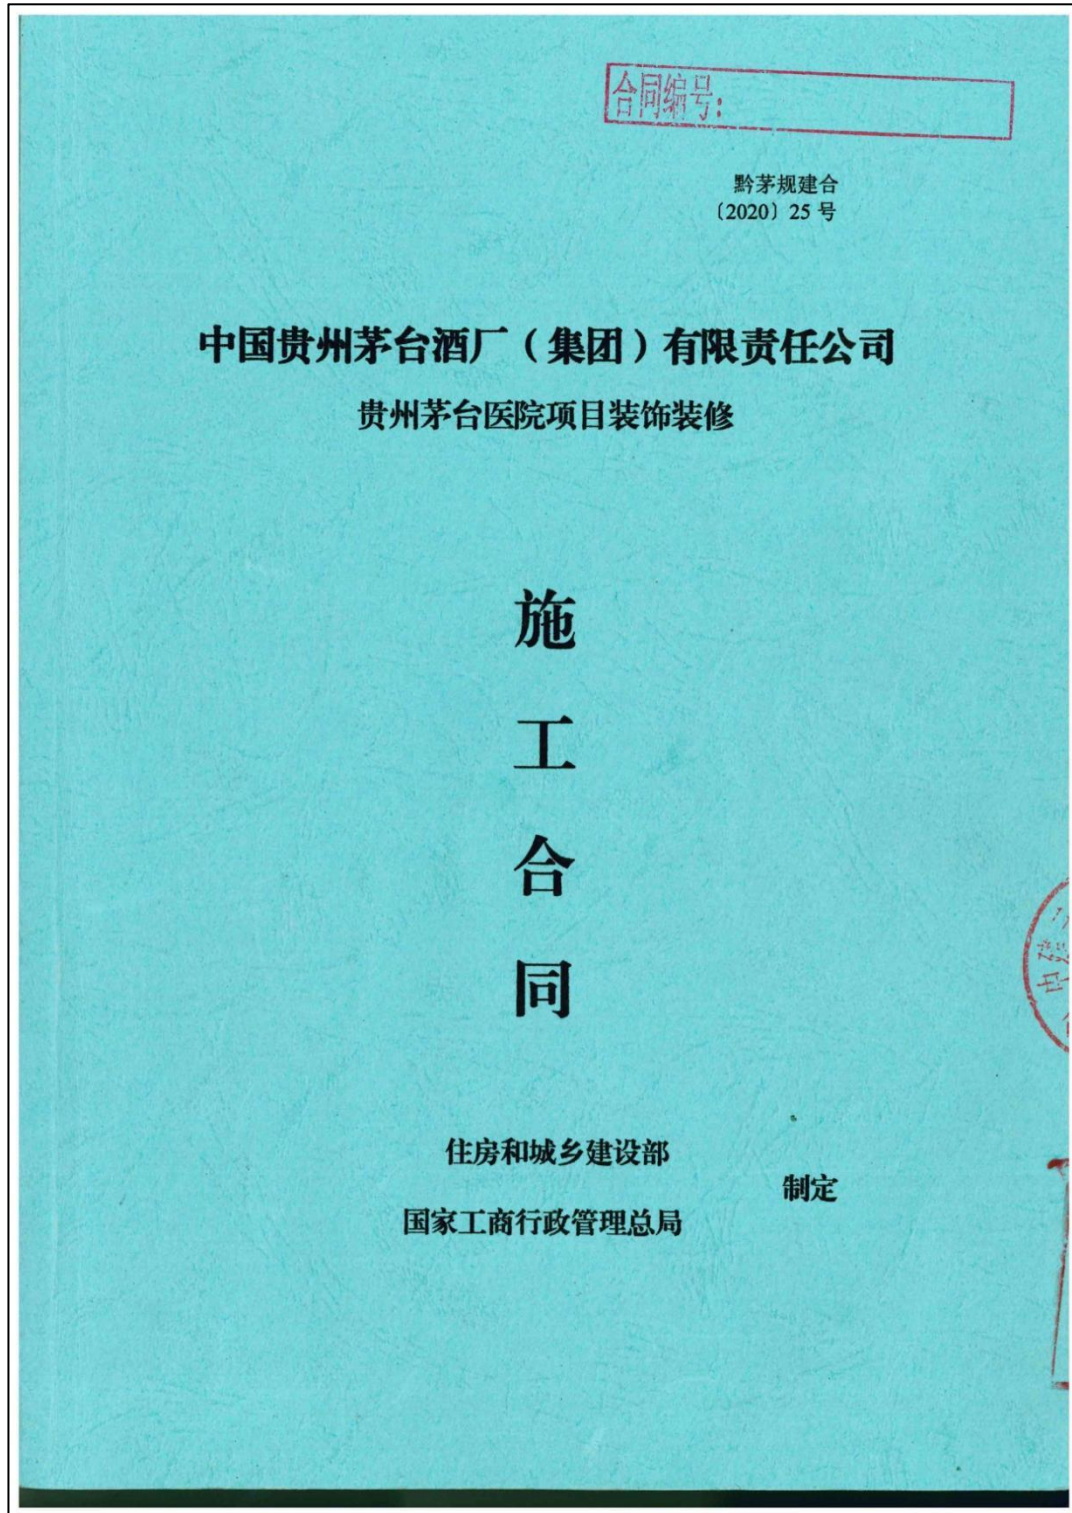 合同编号:
黔茅规建合
〔2020〕25 号
中国贵州茅台酒厂（集团）有限责任公司
贵州茅台医院项目装饰装修
施
工
合
同
住房和城乡建设部
制定
国家工商行政管理总局